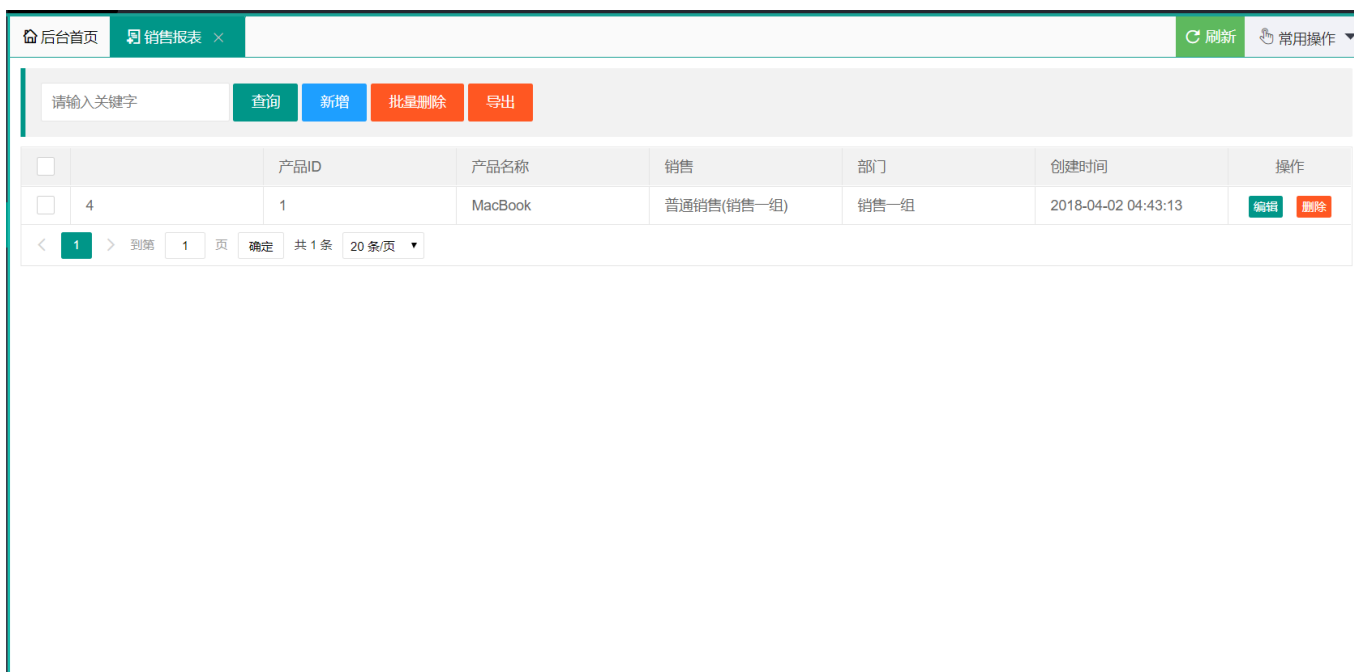 后台首页 销售报表 刷新 常用操作
请输入关键字 查询 新增 批量删除 导出
产品ID 产品名称 销售 部门 创建时间 操作
4 1 MacBook 普通销售(销售一组) 销售一组 2018-04-02 04:43:13 编辑 删除
1 到第 1 页 确定 共 1 条 20 条/页